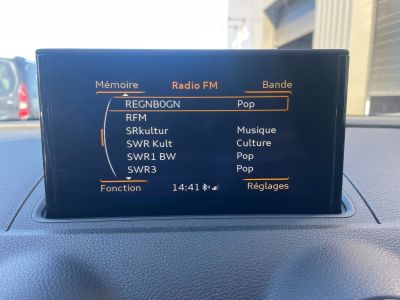 Mémoire Radio FM Bande
REGNBOGN Pop
RFM
SRkultur Musique
SWR Kult Culture
SWR1 BW Pop
SWR3 Pop
Fonction 14:41 Réglages